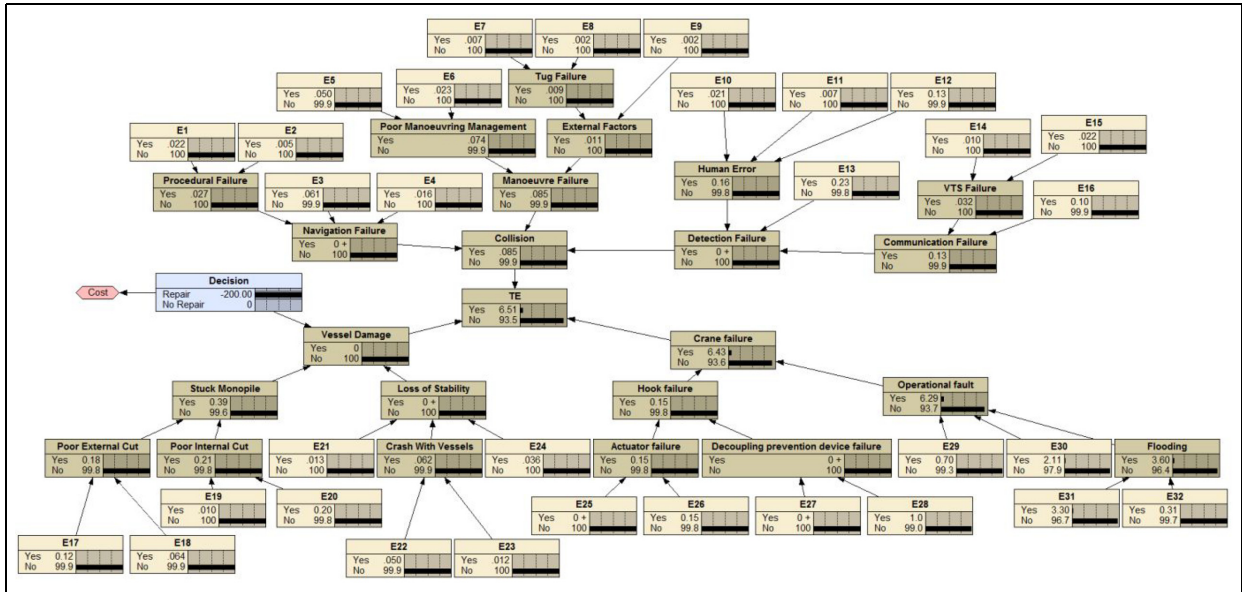 E7
Yes .007
No 100
E8
Yes .002
No 100
E9
Yes .002
No 100
E5
Yes .050
No 99.9
E6
Yes .023
No 100
Tug Failure
Yes .009
No 100
E10
Yes .021
No 100
E11
Yes .007
No 100
E12
Yes 0.13
No 99.9
E1
Yes .022
No 100
E2
Yes .005
No 100
Poor Manoeuvring Management
Yes .074
No 99.9
External Factors
Yes .011
No 100
E14
Yes .010
No 100
E15
Yes .022
No 100
Procedural Failure
Yes .027
No 100
E3
Yes .061
No 99.9
E4
Yes .016
No 100
Manoeuvre Failure
Yes .085
No 99.9
Human Error
Yes 0.16
No 99.8
E13
Yes 0.23
No 99.8
VTS Failure
Yes .032
No 100
E16
Yes 0.10
No 99.9
Navigation Failure
Yes 0 +
No 100
Collision
Yes .085
No 99.9
Detection Failure
Yes 0 +
No 100
Communication Failure
Yes 0.13
No 99.9
Cost
Decision
Repair -200.00
No Repair 0
TE
Yes 6.51
No 93.5
Vessel Damage
Yes 0
No 100
Crane failure
Yes 6.43
No 93.6
Stuck Monopile
Yes 0.39
No 99.6
Loss of Stability
Yes 0 +
No 100
Hook failure
Yes 0.15
No 99.8
Operational fault
Yes 6.29
No 93.7
Poor External Cut
Yes 0.18
No 99.8
Poor Internal Cut
Yes 0.21
No 99.8
E21
Yes .013
No 100
Crash With Vessels
Yes .062
No 99.9
E24
Yes .036
No 100
Actuator failure
Yes 0.15
No 99.8
Decoupling prevention device failure
Yes 0 +
No 100
E29
Yes 0.70
No 99.3
E30
Yes 2.11
No 97.9
Flooding
Yes 3.60
No 96.4
E19
Yes .010
No 100
E20
Yes 0.20
No 99.8
E25
Yes 0 +
No 100
E26
Yes 0.15
No 99.8
E27
Yes 0 +
No 100
E28
Yes 1.0
No 99.0
E31
Yes 3.30
No 96.7
E32
Yes 0.31
No 99.7
E17
Yes 0.12
No 99.9
E18
Yes .064
No 99.9
E22
Yes .050
No 99.9
E23
Yes .012
No 100